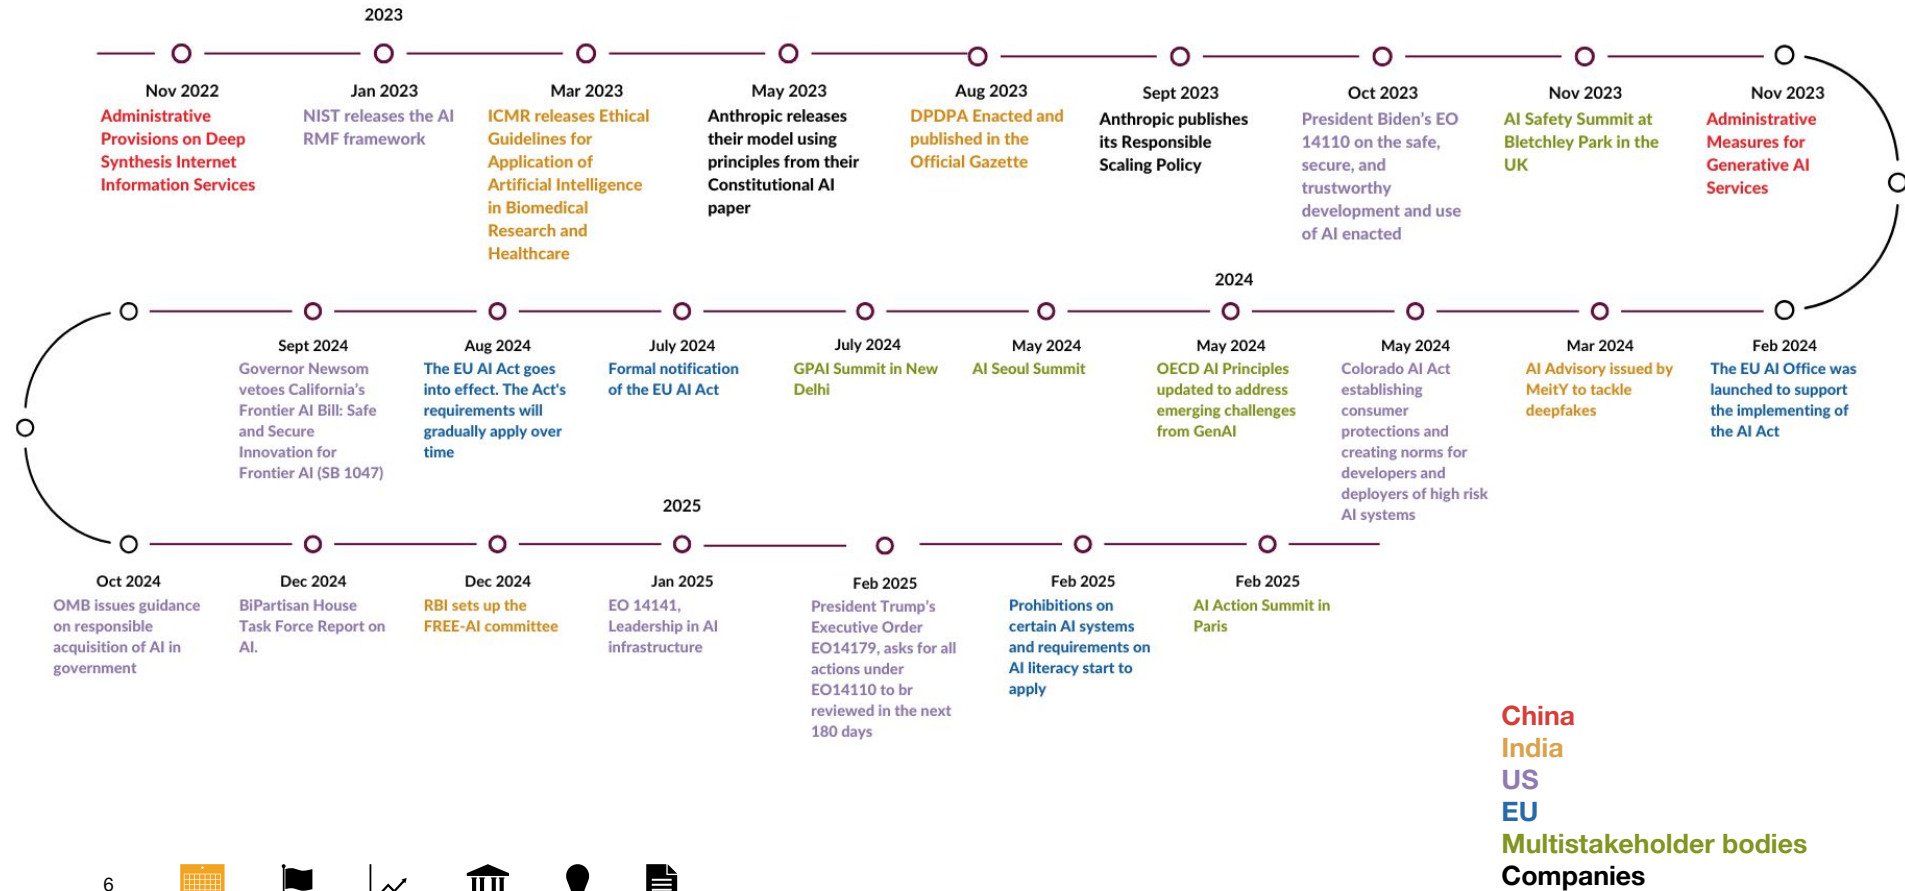 2023
Nov 2022
Administrative
Provisions on Deep
Synthesis Internet
Information Services
Jan 2023
NIST releases the AI
RMF framework
Mar 2023
ICMR releases Ethical
Guidelines for
Application of
Artificial Intelligence
in Biomedical
Research and
Healthcare
May 2023
Anthropic releases
their model using
principles from their
Constitutional AI
paper
Aug 2023
DPDPA Enacted and
published in the
Official Gazette
Sept 2023
Anthropic publishes
its Responsible
Scaling Policy
Oct 2023
President Biden's EO
14110 on the safe,
secure, and
trustworthy
development and use
of AI enacted
Nov 2023
AI Safety Summit at
Bletchley Park in the
UK
Nov 2023
Administrative
Measures for
Generative AI
Services
2024
Sept 2024
Governor Newsom
vetoes California's
Frontier AI Bill: Safe
and Secure
Innovation for
Frontier AI (SB 1047)
Aug 2024
The EU AI Act goes
into effect. The Act's
requirements will
gradually apply over
time
July 2024
Formal notification
of the EU AI Act
July 2024
GPAI Summit in New
Delhi
May 2024
AI Seoul Summit
May 2024
OECD AI Principles
updated to address
emerging challenges
from GenAI
May 2024
Colorado AI Act
establishing
consumer
protections and
creating norms for
developers and
deployers of high risk
AI systems
Mar 2024
AI Advisory issued by
MeitY to tackle
deepfakes
Feb 2024
The EU AI Office was
launched to support
the implementing of
the AI Act
2025
Oct 2024
OMB issues guidance
on responsible
acquisition of AI in
government
Dec 2024
BiPartisan House
Task Force Report on
AI.
Dec 2024
RBI sets up the
FREE-AI committee
Jan 2025
EO 14141,
Leadership in AI
infrastructure
Feb 2025
President Trump's
Executive Order
EO14179, asks for all
actions under
EO14110 to br
reviewed in the next
180 days
Feb 2025
Prohibitions on
certain AI systems
and requirements on
AI literacy start to
apply
Feb 2025
AI Action Summit in
Paris
China
India
US
EU
Multistakeholder bodies
Companies
6